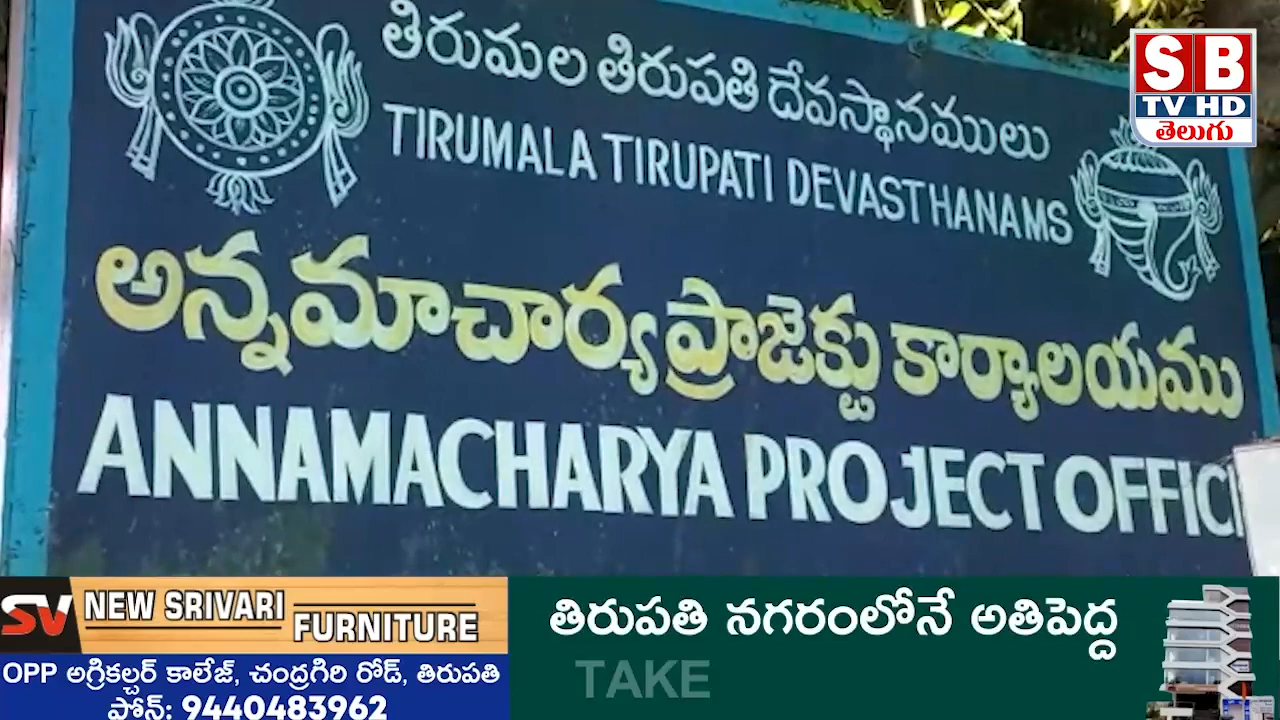 తిరుమల తిరుపతి దేవస్థానములు
TIRUMALA TIRUPATI DEVASTHANAMS
అన్నమాచార్య ప్రాజెక్టు కార్యాలయము
ANNAMACHARYA PROJECT OFFIC
SB
TV HD
తెలుగు
SV NEW SRIVARI FURNITURE
OPP అగ్రికల్చర్ కాలేజ్, చంద్రగిరి రోడ్, తిరుపతి
ఫోన్: 9440483962
తిరుపతి నగరంలోనే అతిపెద్ద
TAKE